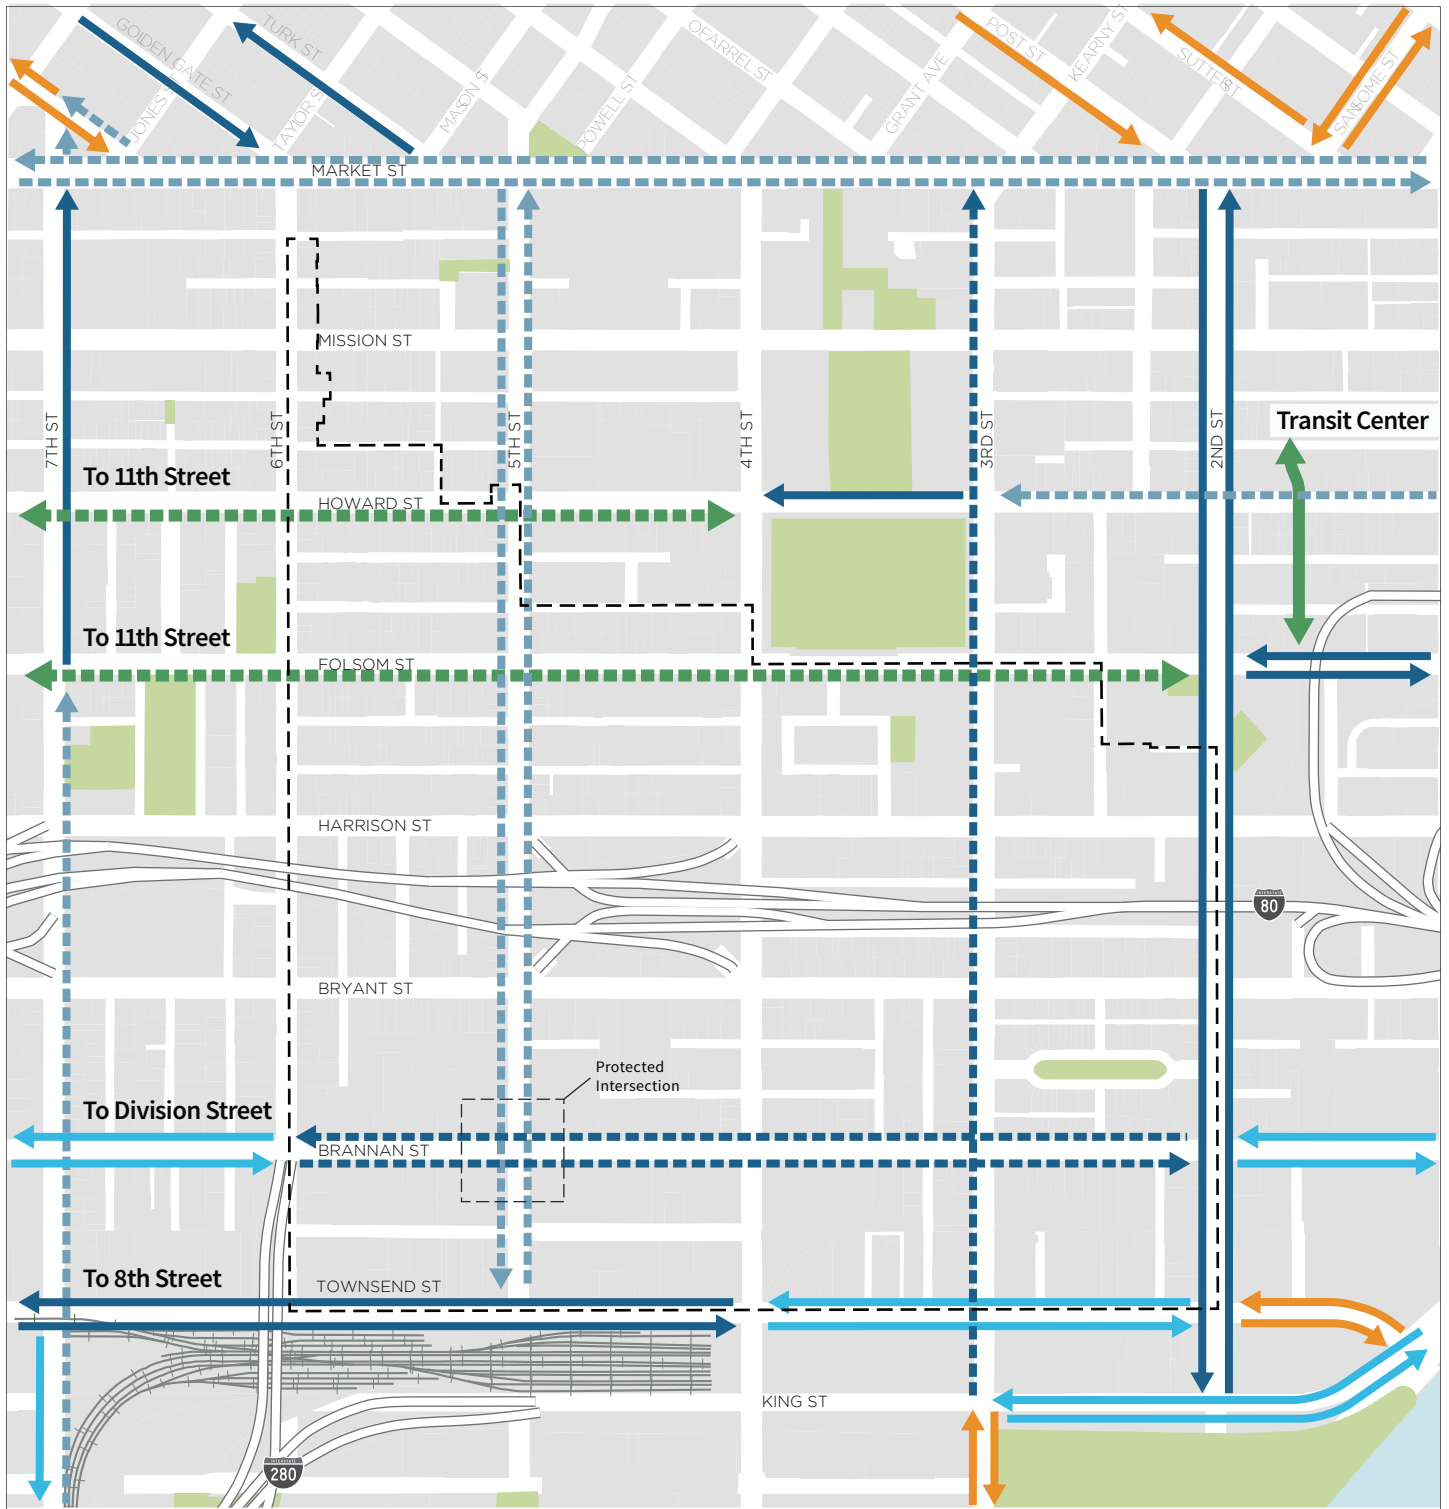 GOLDEN GATE ST
TURK ST
JONES ST
TAYLOR S
MASON S
POWELL ST
OFARREL ST
GRANT AVE
POST ST
KEARNY ST
SUTTER ST
SANSOME ST
MARKET ST
MISSION ST
7TH ST
6TH ST
5TH ST
4TH ST
3RD ST
2ND ST
Transit Center
To 11th Street
HOWARD ST
To 11th Street
FOLSOM ST
HARRISON ST
INTERSTATE
80
BRYANT ST
Protected
Intersection
To Division Street
BRANNAN ST
To 8th Street
TOWNSEND ST
KING ST
INTERSTATE
280